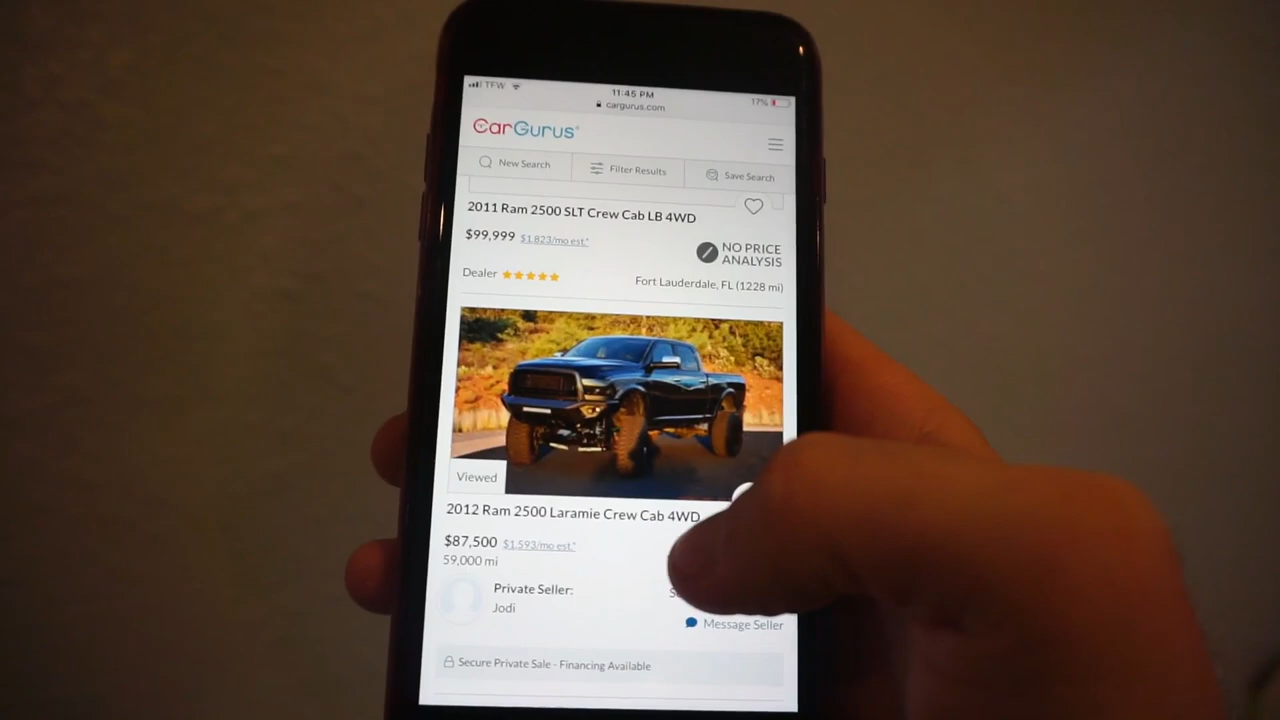 TFW 11:45 PM 17%
cargurus.com
CarGurus
New Search Filter Results Save Search
2011 Ram 2500 SLT Crew Cab LB 4WD
$99,999 $1,823/mo est.*
NO PRICE
ANALYSIS
Dealer Fort Lauderdale, FL (1228 mi)
Viewed
2012 Ram 2500 Laramie Crew Cab 4WD
$87,500 $1,593/mo est.*
59,000 mi
Private Seller:
Jodi
Message Seller
Secure Private Sale - Financing Available